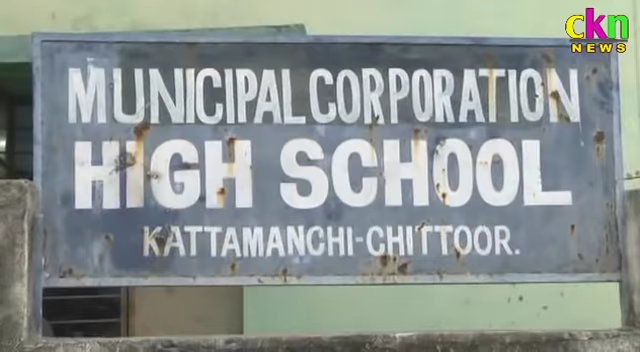 ckn
NEWS
MUNICIPAL CORPORATION
HIGH SCHOOL
KATTAMANCHI-CHITTOOR.